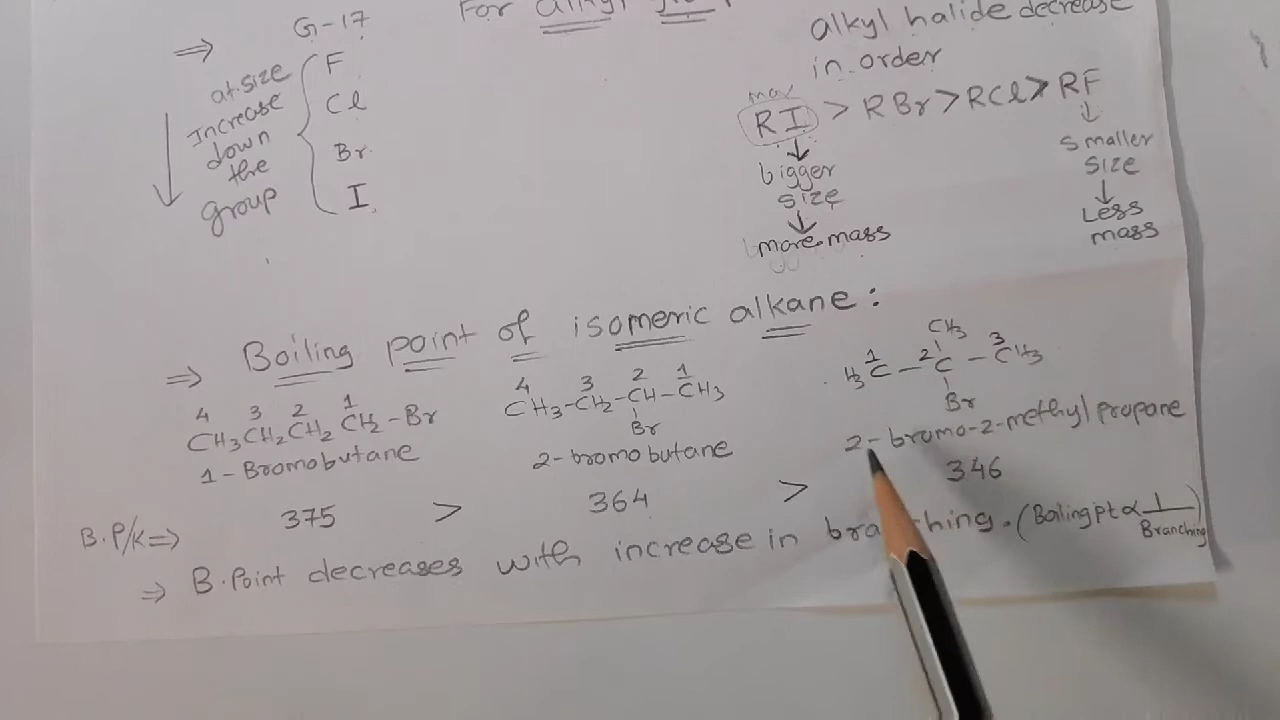 For alkyl
alkyl halide decrease
in order
⇒ G-17
at. size Increase down the group
F
Cl
Br
I
max
RI > RBr > RCl > RF
bigger size
more mass
smaller size
Less mass
⇒ Boiling point of isomeric alkane:
4 3 2 1
CH3CH2CH2CH2-Br
1-Bromobutane
4 3 2 1
CH3-CH2-CH-CH3
Br
2-bromobutane
CH3
1 2 3
H3C-C-CH3
Br
2-bromo-2-methyl propane
B.P/K⇒ 375 > 364 > 346
⇒ B.Point decreases with increase in branching. (Boiling pt ∝ 1/Branching)